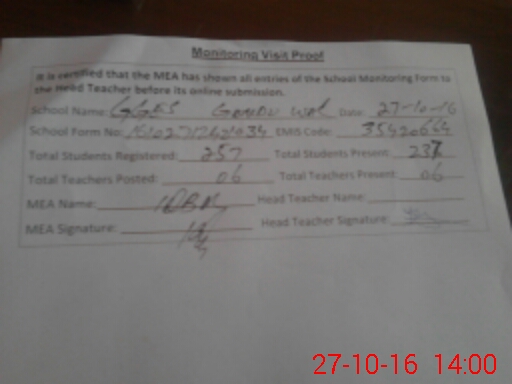 Monitoring Visit Proof
It is certified that the MEA has shown all entries of the School Monitoring Form to
the Head Teacher before its online submission.
School Name: GGES Date: 27-10-16
School Form No: EMIS Code:
Total Students Registered: 257 Total Students Present:
Total Teachers Posted: 06 Total Teachers Present: 06
MEA Name: Head Teacher Name:
MEA Signature: Head Teacher Signature:
27-10-16 14:00